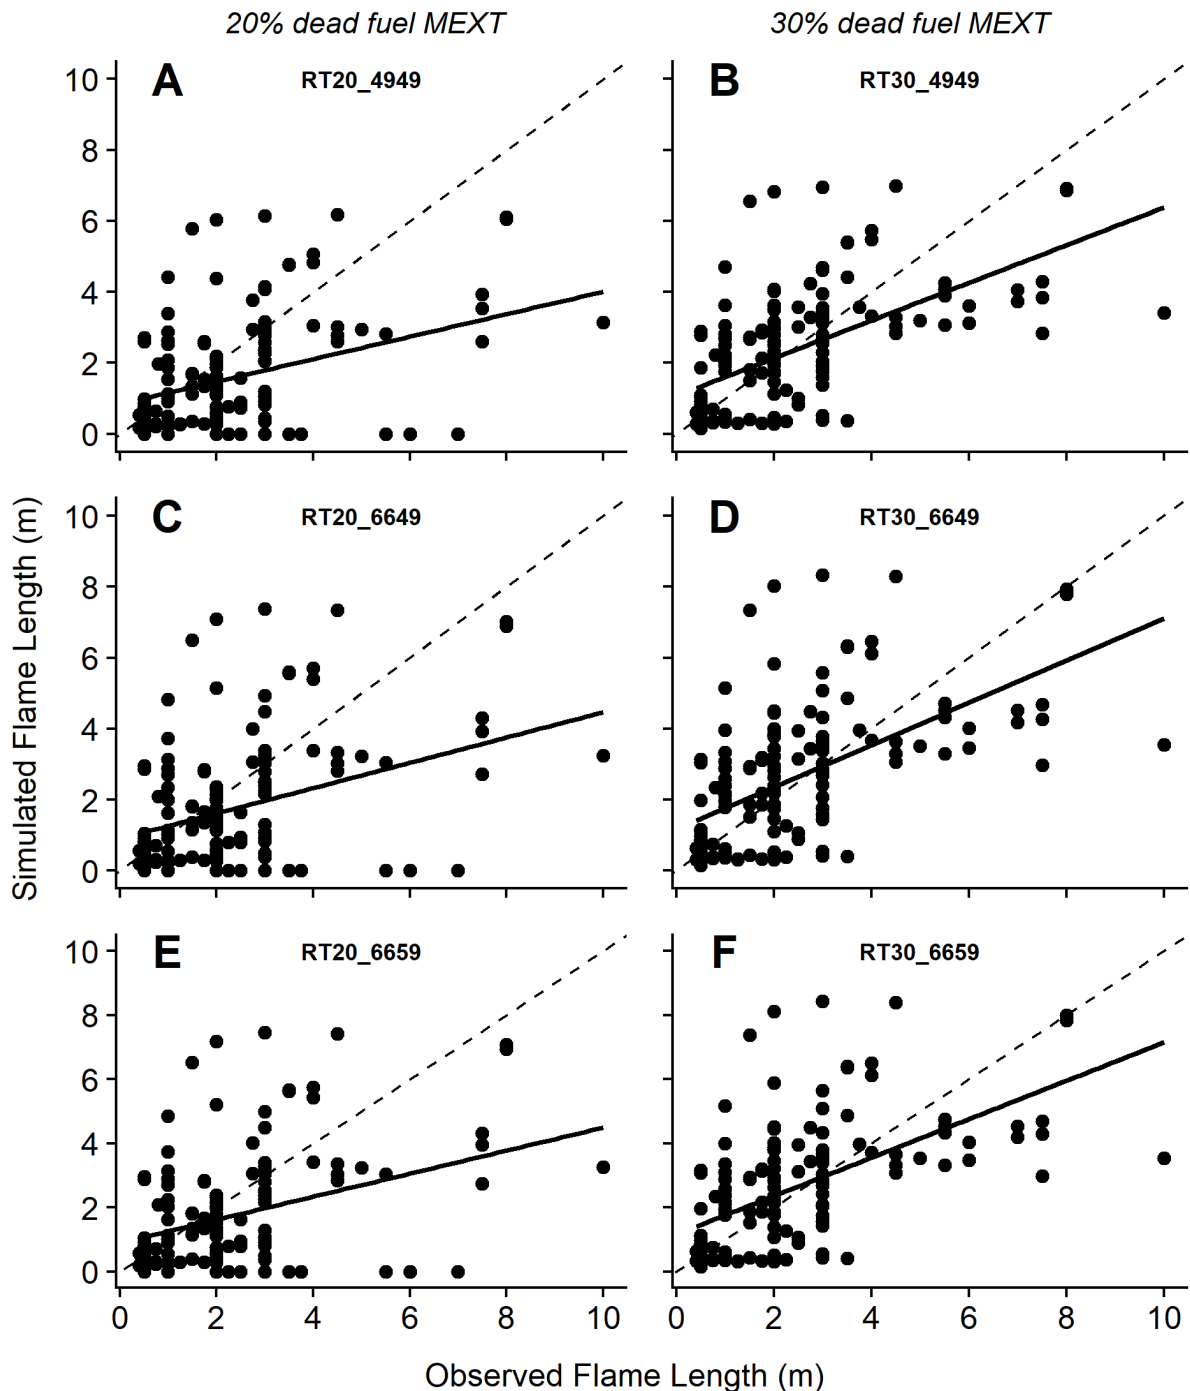 20% dead fuel MEXT 30% dead fuel MEXT
A RT20_4949
B RT30_4949
10
8
6
4
2
0
C RT20_6649
D RT30_6649
10
8
6
4
2
0
E RT20_6659
F RT30_6659
10
8
6
4
2
0
0 2 4 6 8 10
0 2 4 6 8 10
Simulated Flame Length (m)
Observed Flame Length (m)